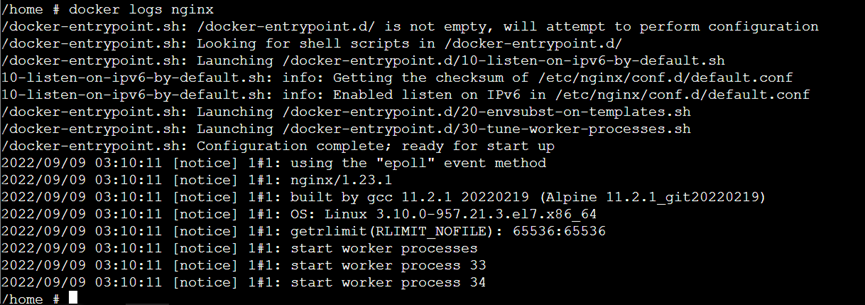 /home # docker logs nginx
/docker-entrypoint.sh: /docker-entrypoint.d/ is not empty, will attempt to perform configuration
/docker-entrypoint.sh: Looking for shell scripts in /docker-entrypoint.d/
/docker-entrypoint.sh: Launching /docker-entrypoint.d/10-listen-on-ipv6-by-default.sh
10-listen-on-ipv6-by-default.sh: info: Getting the checksum of /etc/nginx/conf.d/default.conf
10-listen-on-ipv6-by-default.sh: info: Enabled listen on IPv6 in /etc/nginx/conf.d/default.conf
/docker-entrypoint.sh: Launching /docker-entrypoint.d/20-envsubst-on-templates.sh
/docker-entrypoint.sh: Launching /docker-entrypoint.d/30-tune-worker-processes.sh
/docker-entrypoint.sh: Configuration complete; ready for start up
2022/09/09 03:10:11 [notice] 1#1: using the "epoll" event method
2022/09/09 03:10:11 [notice] 1#1: nginx/1.23.1
2022/09/09 03:10:11 [notice] 1#1: built by gcc 11.2.1 20220219 (Alpine 11.2.1_git20220219)
2022/09/09 03:10:11 [notice] 1#1: OS: Linux 3.10.0-957.21.3.el7.x86_64
2022/09/09 03:10:11 [notice] 1#1: getrlimit(RLIMIT_NOFILE): 65536:65536
2022/09/09 03:10:11 [notice] 1#1: start worker processes
2022/09/09 03:10:11 [notice] 1#1: start worker process 33
2022/09/09 03:10:11 [notice] 1#1: start worker process 34
/home #